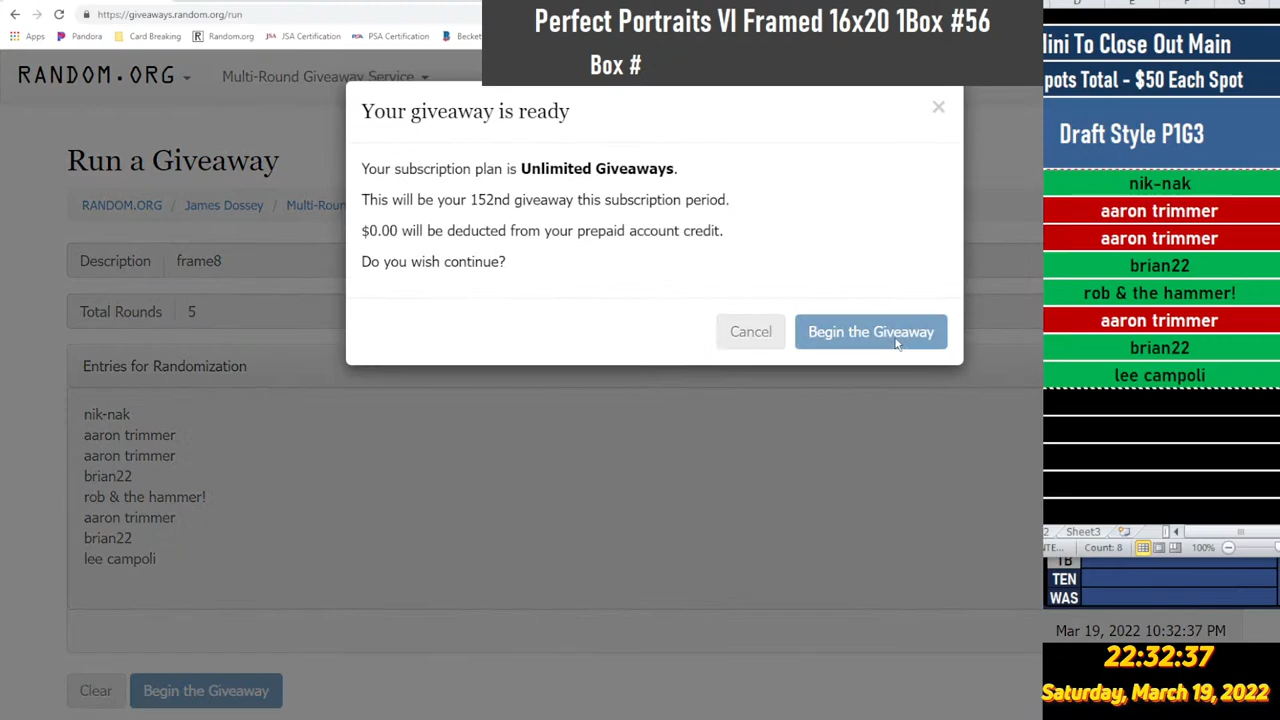 https://giveaways.random.org/run
Apps Pandora Card Breaking Random.org JSA Certification PSA Certification Beckett
Perfect Portraits VI Framed 16x20 1Box #56
Box #
RANDOM.ORG
Multi-Round Giveaway Service
Your giveaway is ready
×
Your subscription plan is Unlimited Giveaways.
This will be your 152nd giveaway this subscription period.
$0.00 will be deducted from your prepaid account credit.
Do you wish continue?
Cancel
Begin the Giveaway
Run a Giveaway
RANDOM.ORG / James Dossey / Multi-Roun
Description frame8
Total Rounds 5
Entries for Randomization
nik-nak
aaron trimmer
aaron trimmer
brian22
rob & the hammer!
aaron trimmer
brian22
lee campoli
Clear
Begin the Giveaway
D E F G
Mini To Close Out Main
pots Total - $50 Each Spot
Draft Style P1G3
nik-nak
aaron trimmer
aaron trimmer
brian22
rob & the hammer!
aaron trimmer
brian22
lee campoli
2 Sheet3
NTE... Count: 8 100%
TB
TEN
WAS
Mar 19, 2022 10:32:37 PM
22:32:37
Saturday, March 19, 2022